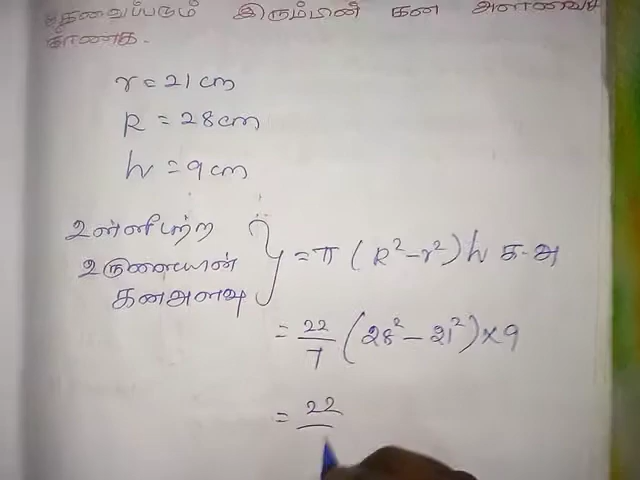 தேவைப்படும் இரும்பின் கன அளவைக்
காண்க.
r = 21 cm
R = 28 cm
h = 9 cm
உள்ளீடற்ற
உருளையின்
கனஅளவு } = π (R² – r²) h க.அ
= 22/7 (28² – 21²) × 9
= 22